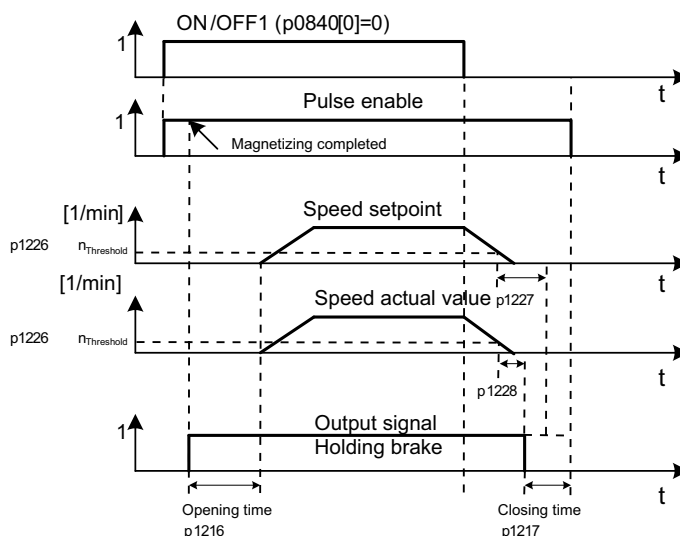 ON/OFF1 (p0840[0]=0)
1
t
Pulse enable
1
Magnetizing completed
t
[1/min]
Speed setpoint
p1226 nThreshold
p1227
t
[1/min]
Speed actual value
p1226 nThreshold
p1228
t
Output signal
1
Holding brake
t
Opening time
p1216
Closing time
p1217